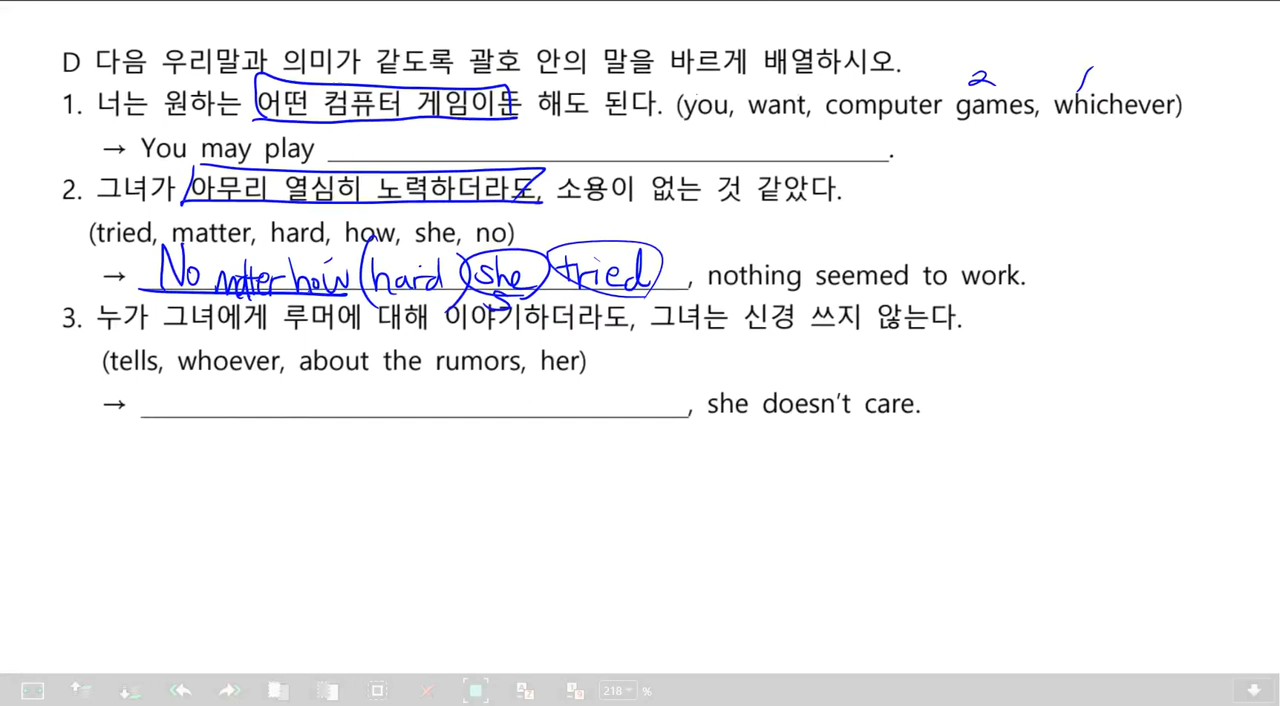 D 다음 우리말과 의미가 같도록 괄호 안의 말을 바르게 배열하시오.
2 1
1. 너는 원하는 어떤 컴퓨터 게임이든 해도 된다. (you, want, computer games, whichever)
→ You may play ______________________________.
2. 그녀가 아무리 열심히 노력하더라도, 소용이 없는 것 같았다.
(tried, matter, hard, how, she, no)
→ No matter how (hard) she tried, nothing seemed to work.
S
3. 누가 그녀에게 루머에 대해 이야기하더라도, 그녀는 신경 쓰지 않는다.
(tells, whoever, about the rumors, her)
→ ______________________________, she doesn't care.
218 %